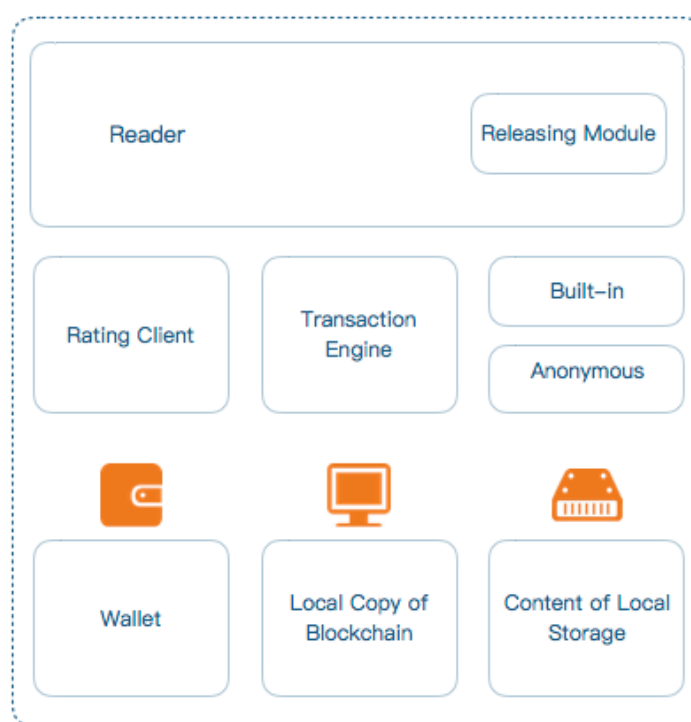 Reader
Releasing Module
Rating Client
Transaction
Engine
Built-in
Anonymous
Wallet
Local Copy of
Blockchain
Content of Local
Storage